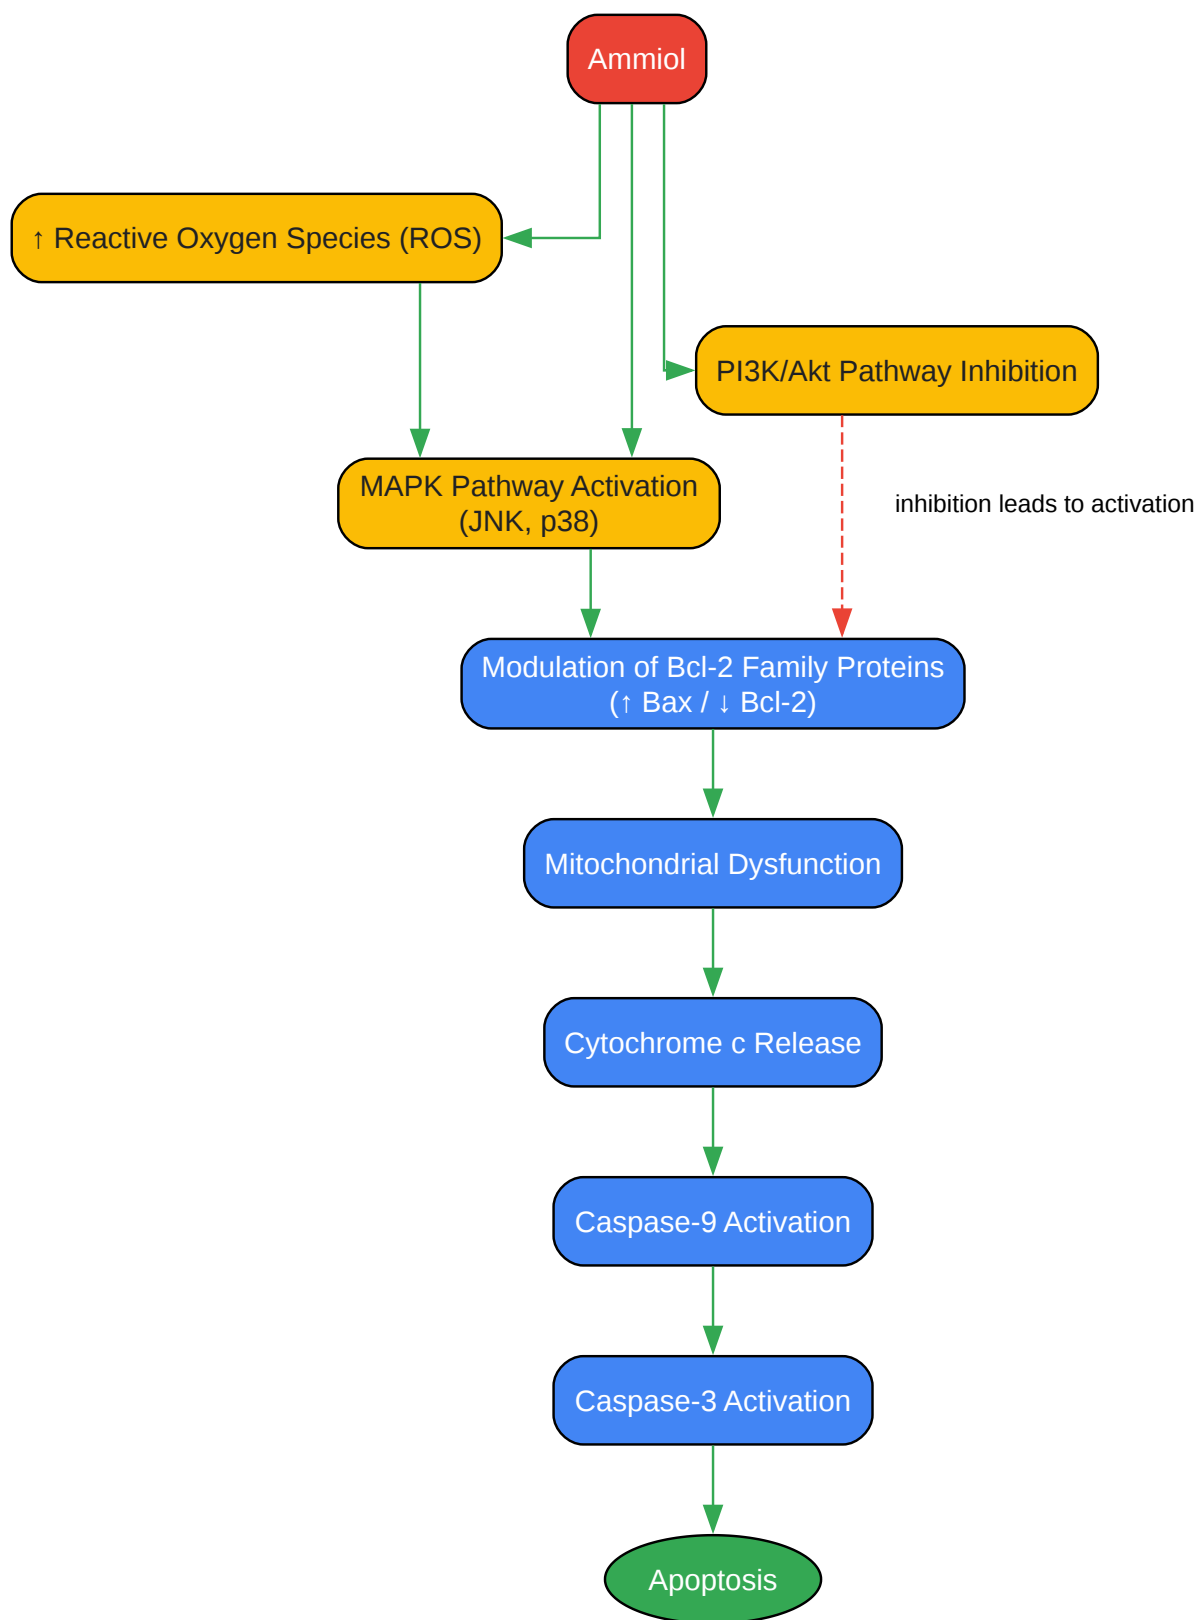 Ammiol
↑ Reactive Oxygen Species (ROS)
PI3K/Akt Pathway Inhibition
MAPK Pathway Activation
(JNK, p38)
inhibition leads to activation
Modulation of Bcl-2 Family Proteins
(↑ Bax / ↓ Bcl-2)
Mitochondrial Dysfunction
Cytochrome c Release
Caspase-9 Activation
Caspase-3 Activation
Apoptosis